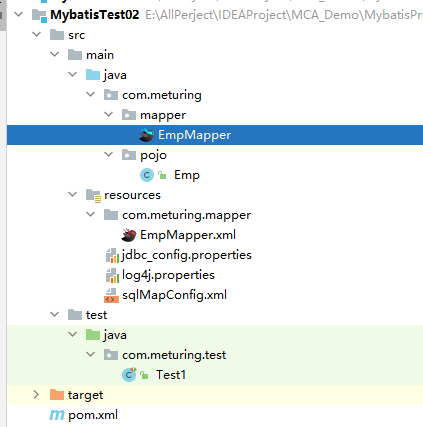 MybatisTest02 E:\AllPerject\IDEAProject\MCA_Demo\MybatisPr
src
main
java
com.meturing
mapper
EmpMapper
pojo
Emp
resources
com.meturing.mapper
EmpMapper.xml
jdbc_config.properties
log4j.properties
sqlMapConfig.xml
test
java
com.meturing.test
Test1
target
pom.xml